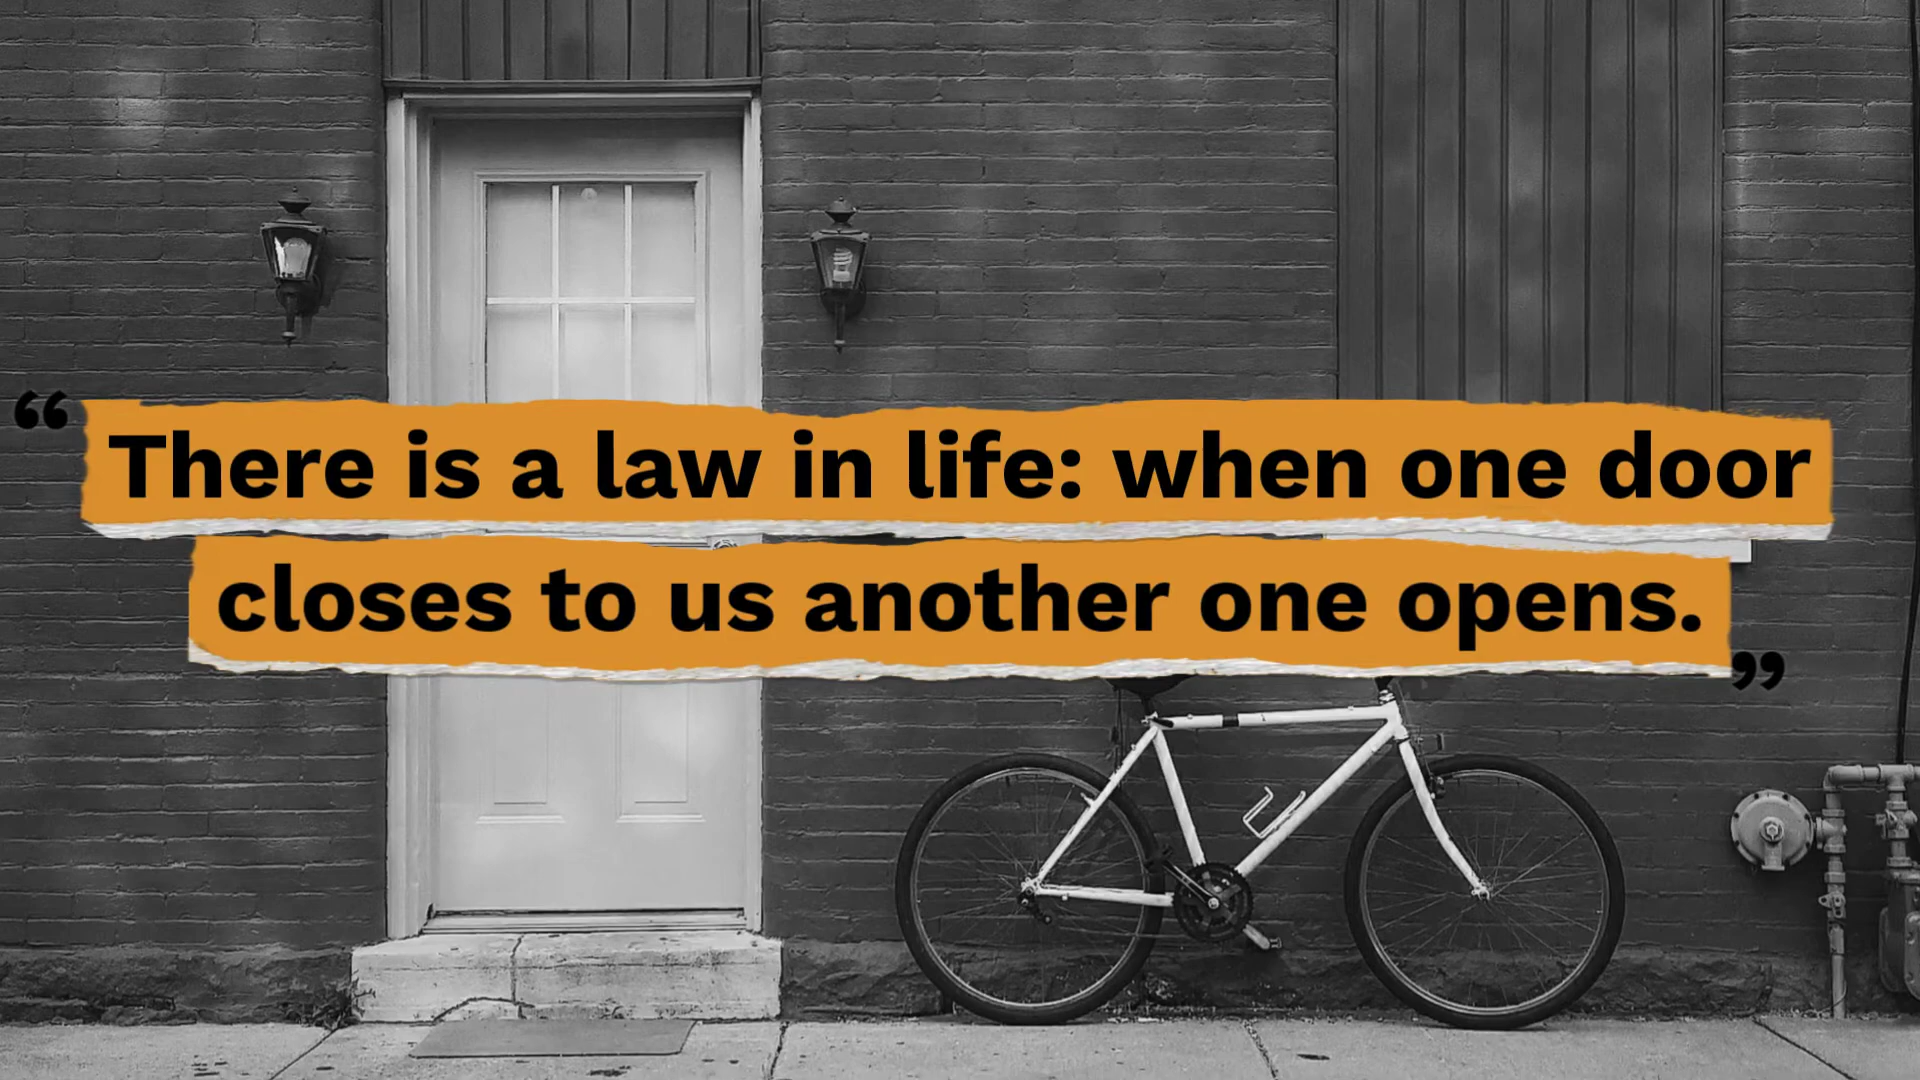 “There is a law in life: when one door
closes to us another one opens.”